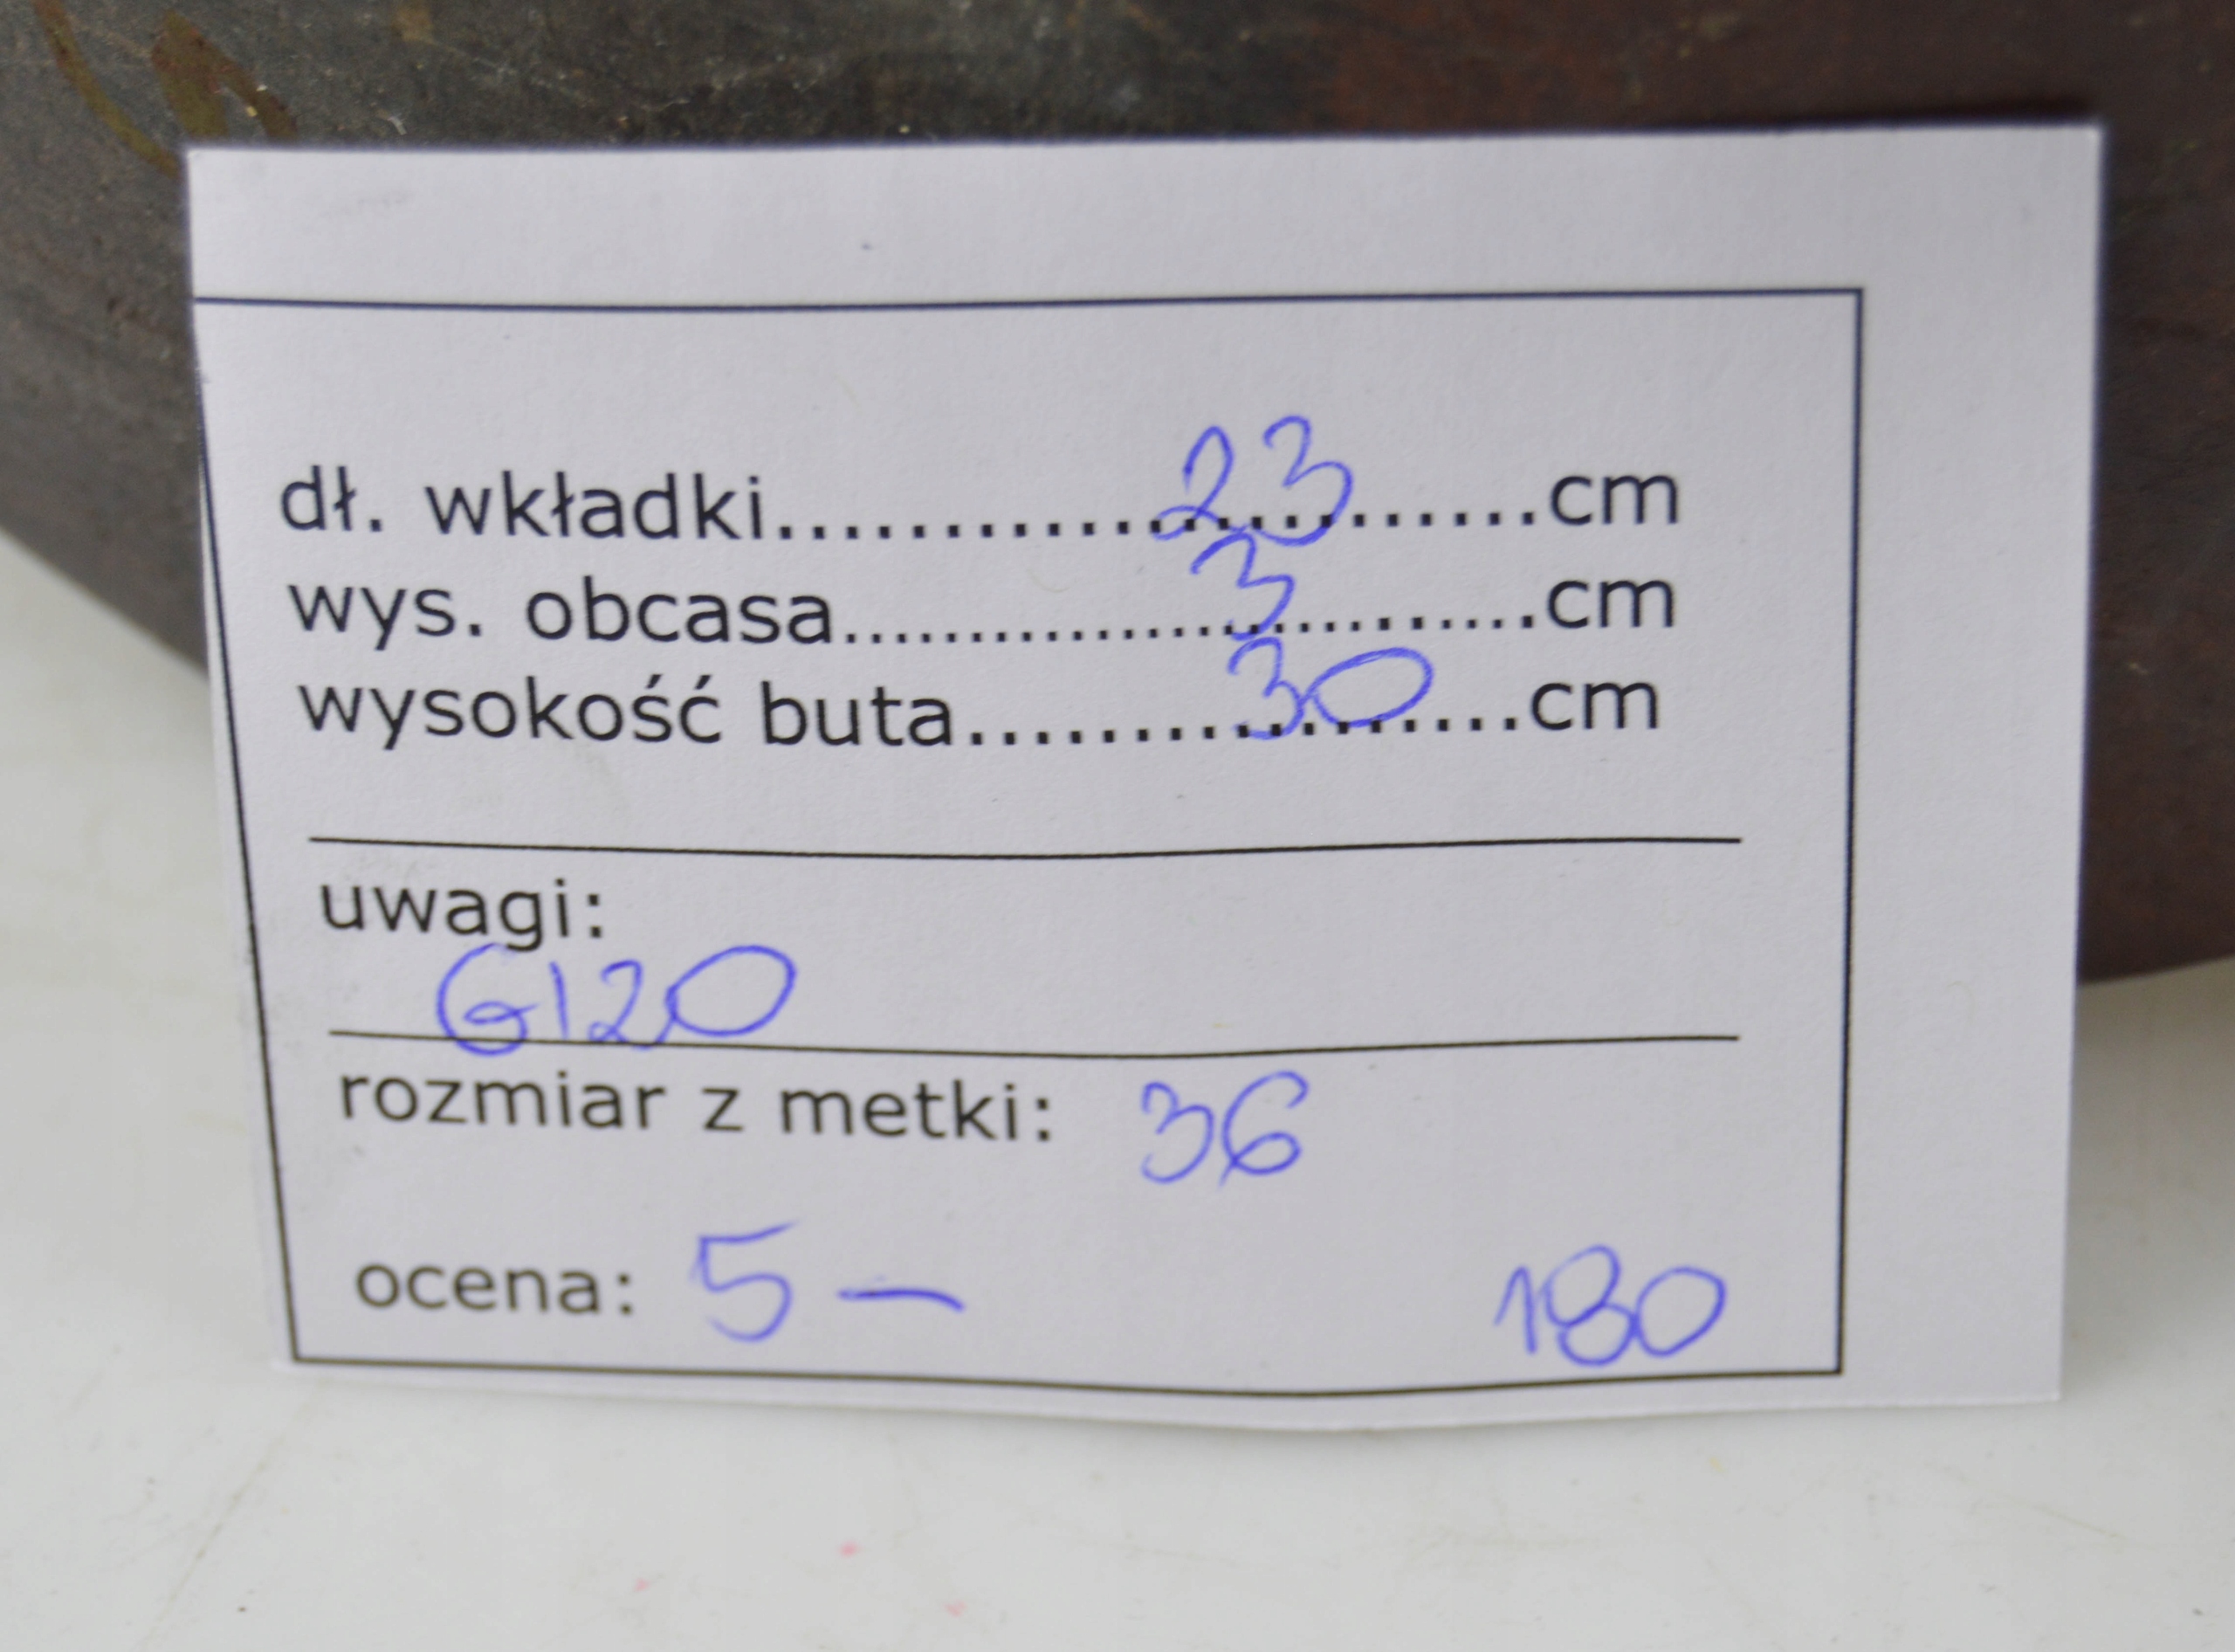 dł. wkładki.......................23.......cm
wys. obcasa.......................3.......cm
wysokość buta.................30...cm
uwagi:
G120
rozmiar z metki: 36
ocena: 5 — 180